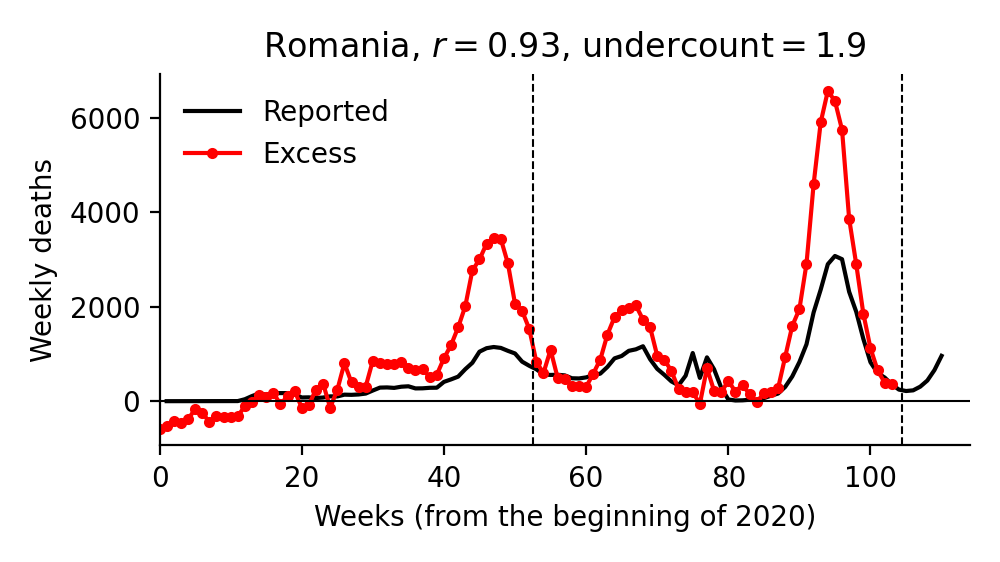 Romania, r = 0.93, undercount = 1.9
Reported
Excess
6000
4000
2000
0
Weekly deaths
0 20 40 60 80 100
Weeks (from the beginning of 2020)